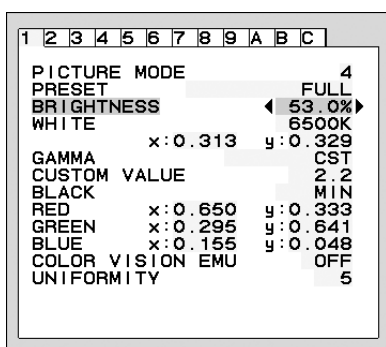 1 2 3 4 5 6 7 8 9 A B C
PICTURE MODE 4
PRESET FULL
BRIGHTNESS 53.0%
WHITE 6500K
x:0.313 y:0.329
GAMMA CST
CUSTOM VALUE 2.2
BLACK MIN
RED x:0.650 y:0.333
GREEN x:0.295 y:0.641
BLUE x:0.155 y:0.048
COLOR VISION EMU OFF
UNIFORMITY 5